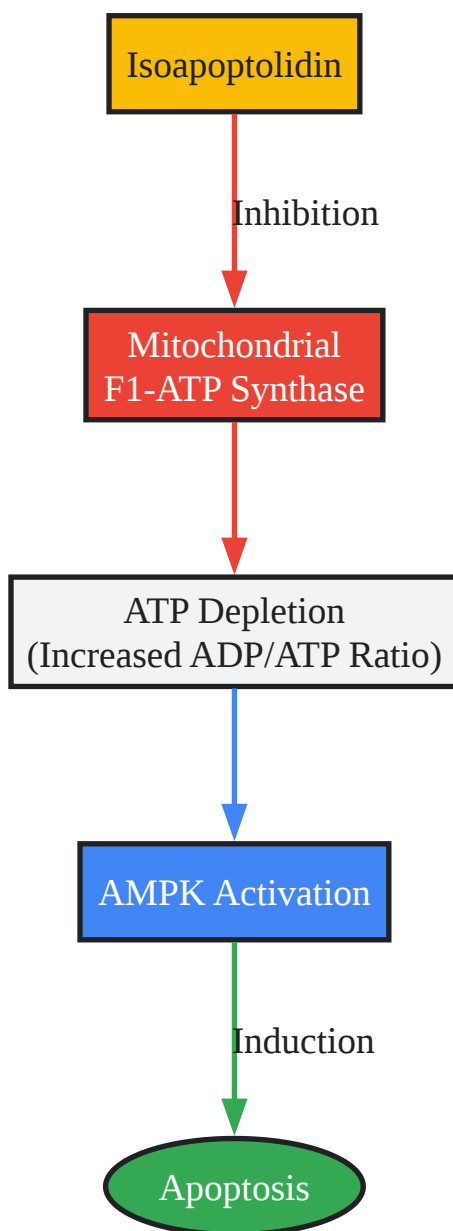 Isoapoptolidin
Inhibition
Mitochondrial
F1-ATP Synthase
ATP Depletion
(Increased ADP/ATP Ratio)
AMPK Activation
Induction
Apoptosis